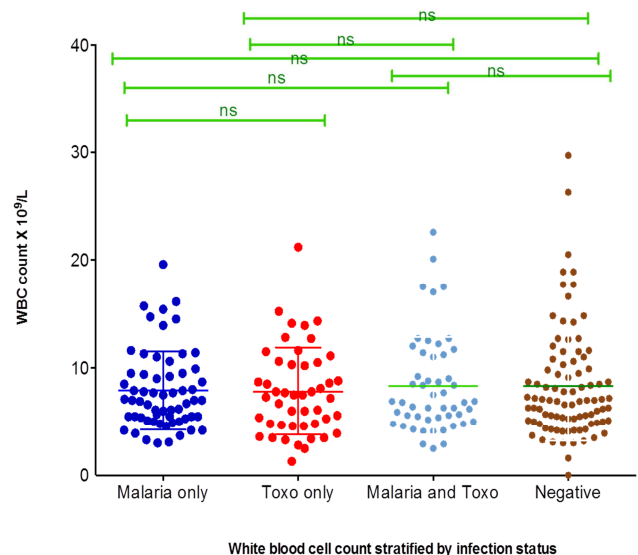 ns
ns
ns
ns
ns
40
30
20
10
0
WBC count X 10⁹/L
Malaria only Toxo only Malaria and Toxo Negative
White blood cell count stratified by infection status